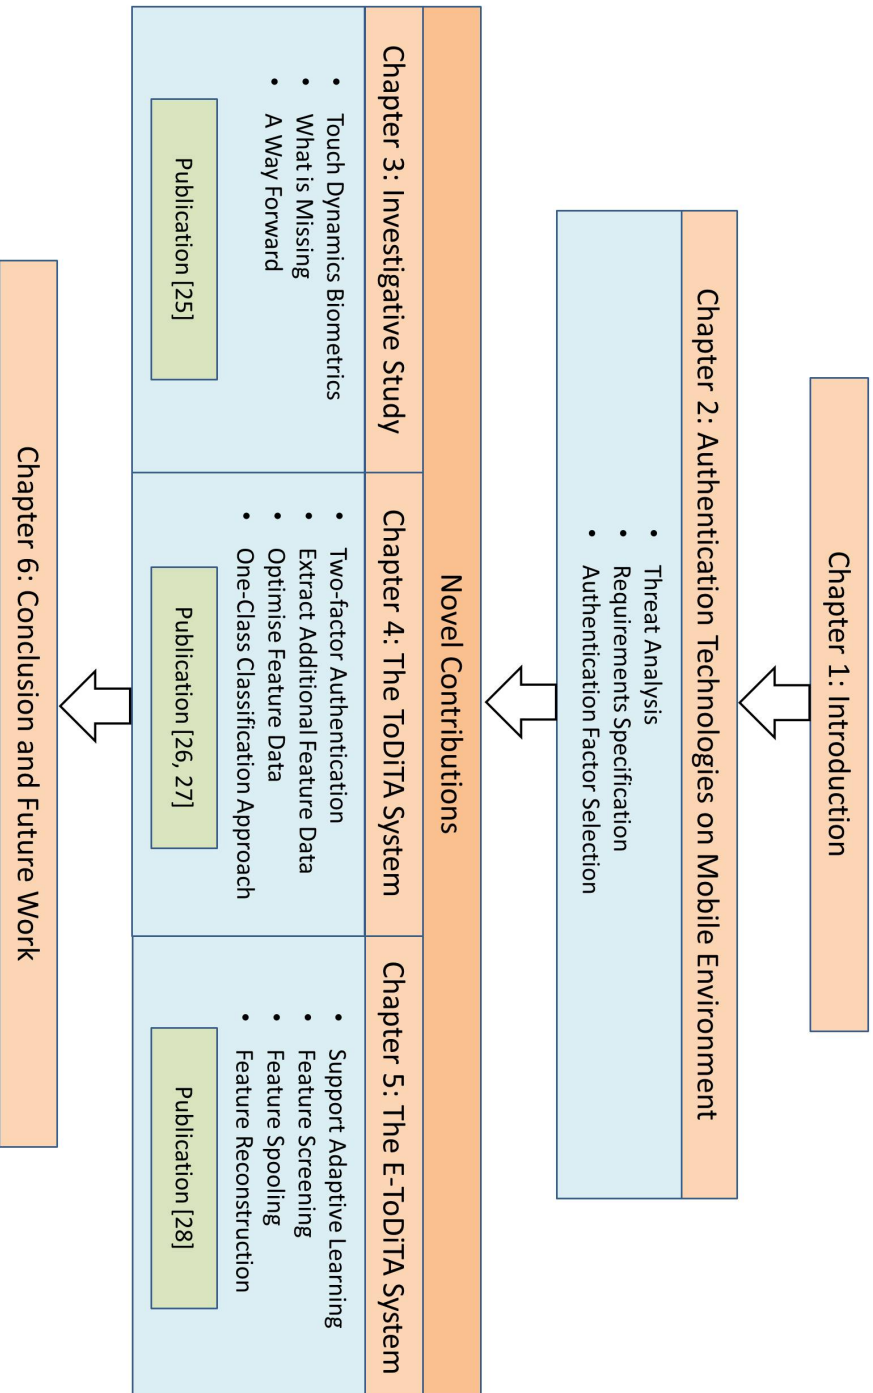 Chapter 1: Introduction
Chapter 2: Authentication Technologies on Mobile Environment
• Threat Analysis
• Requirements Specification
• Authentication Factor Selection
Novel Contributions
Chapter 3: Investigative Study
• Touch Dynamics Biometrics
• What is Missing
• A Way Forward
Publication [25]
Chapter 4: The ToDiTA System
• Two-factor Authentication
• Extract Additional Feature Data
• Optimise Feature Data
• One-Class Classification Approach
Publication [26, 27]
Chapter 5: The E-ToDiTA System
• Support Adaptive Learning
• Feature Screening
• Feature Spooling
• Feature Reconstruction
Publication [28]
Chapter 6: Conclusion and Future Work